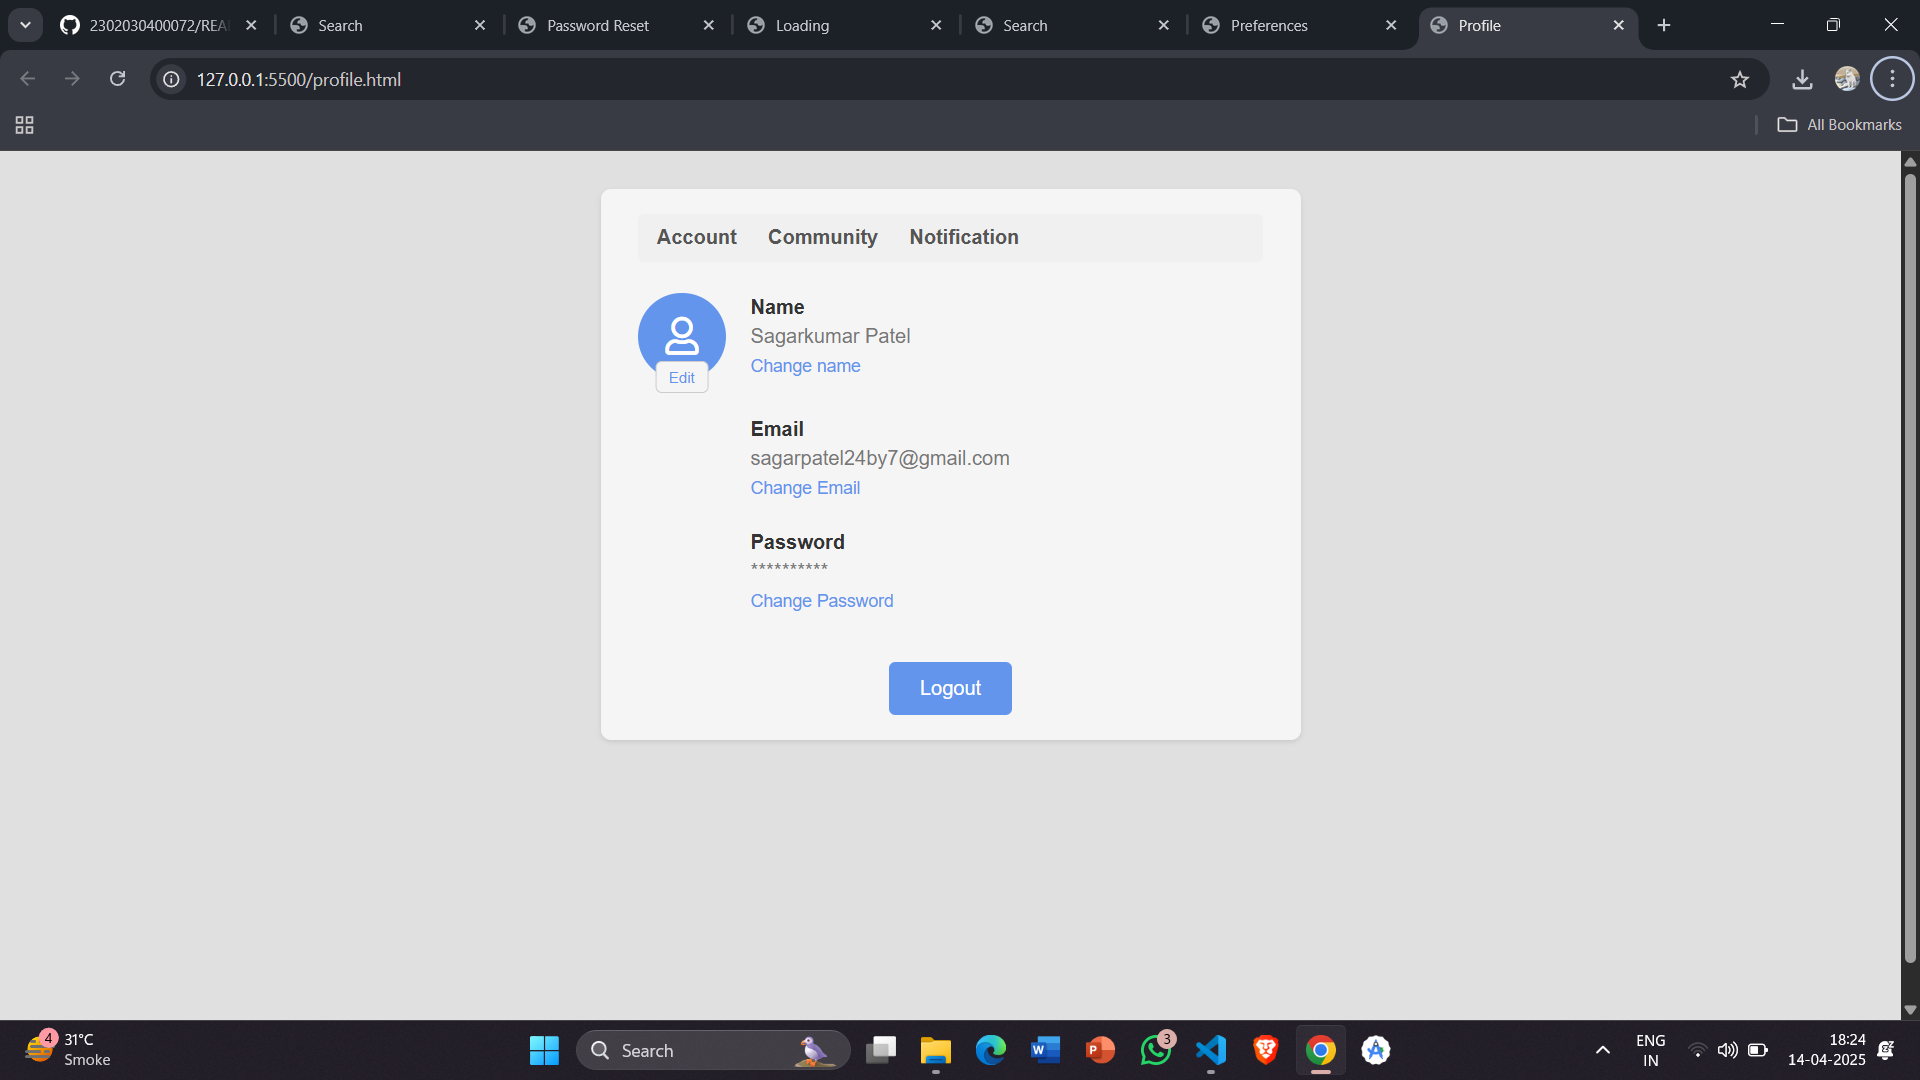 2302030400072/REA
Search
Password Reset
Loading
Search
Preferences
Profile
127.0.0.1:5500/profile.html
All Bookmarks
Account Community Notification
Name
Sagarkumar Patel
Change name
Edit
Email
sagarpatel24by7@gmail.com
Change Email
Password
**********
Change Password
Logout
4
31°C
Smoke
Search
W
P
3
ENG
IN
18:24
14-04-2025